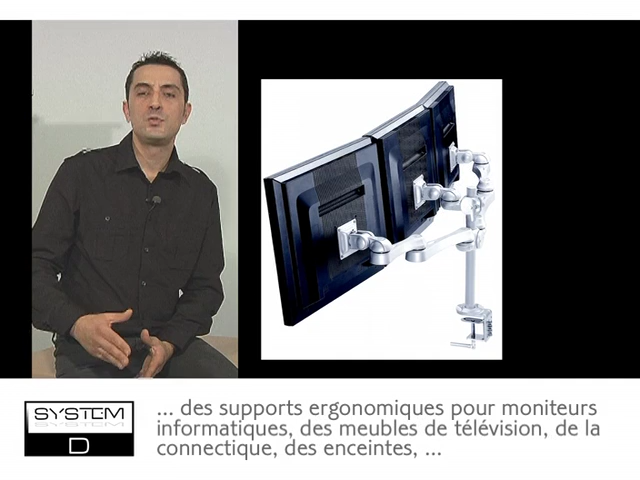 SYSTEM
D
... des supports ergonomiques pour moniteurs
informatiques, des meubles de télévision, de la
connectique, des enceintes, ...